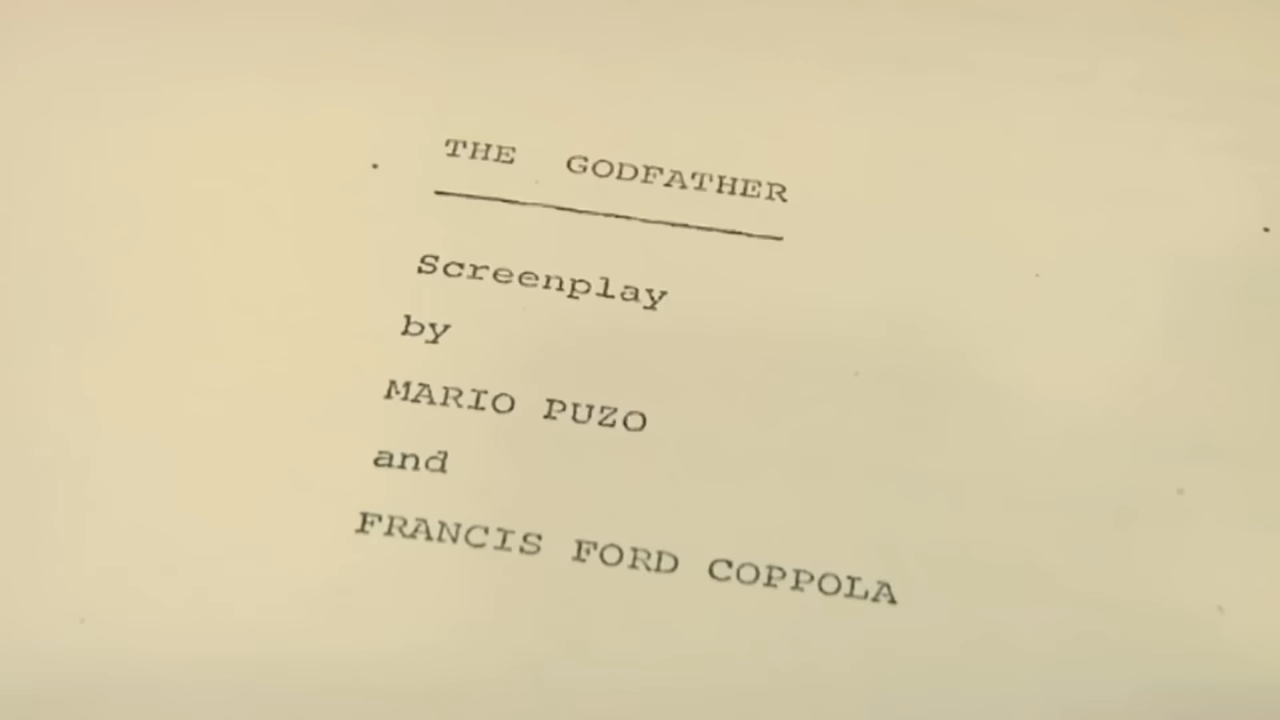 THE GODFATHER
Screenplay
by
MARIO PUZO
and
FRANCIS FORD COPPOLA